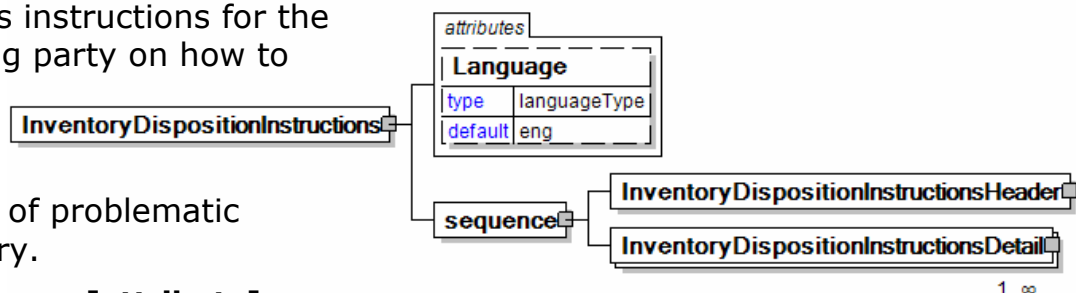 s instructions for the
g party on how to
of problematic
ry.
attributes
Language
type languageType
default eng
InventoryDispositionInstructions
sequence
InventoryDispositionInstructionsHeader
InventoryDispositionInstructionsDetail
1..∞